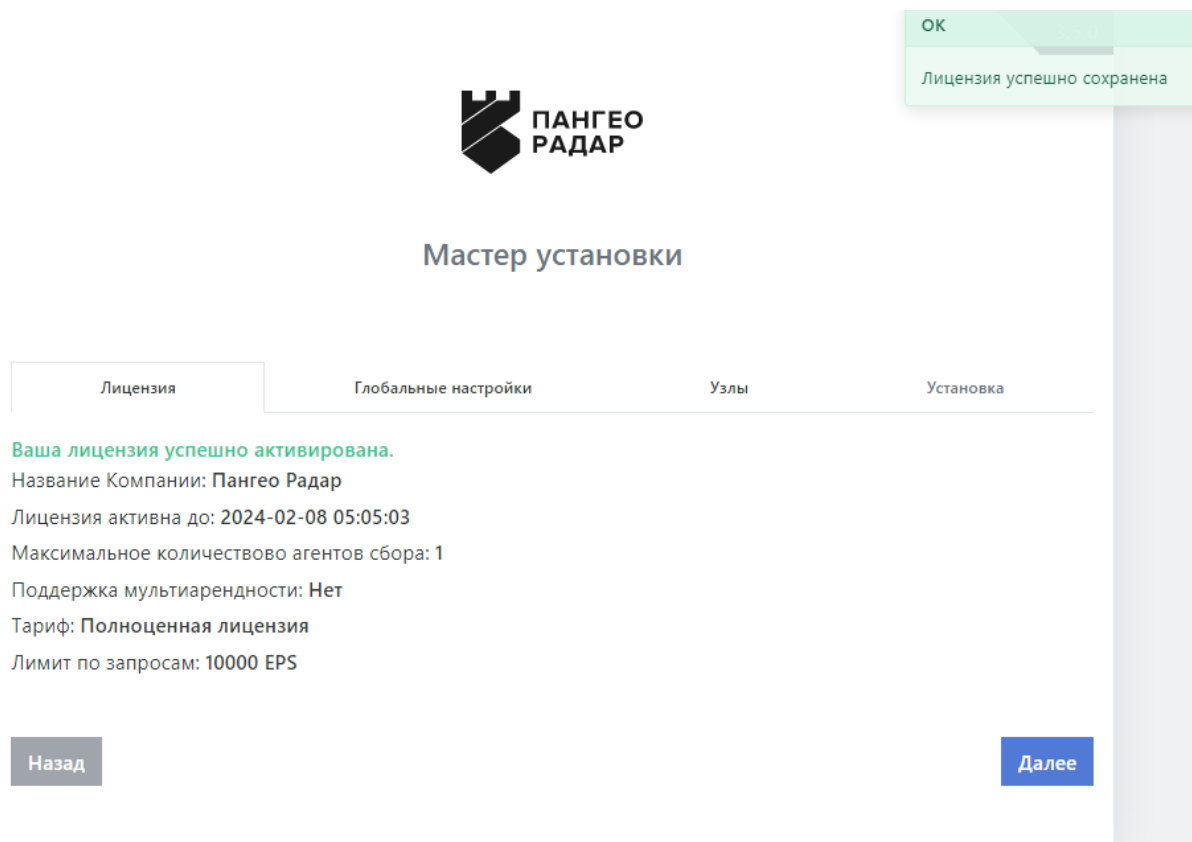 OK
Лицензия успешно сохранена
ПАНГЕО
РАДАР
Мастер установки
Лицензия
Глобальные настройки
Узлы
Установка
Ваша лицензия успешно активирована.
Название Компании: Пангео Радар
Лицензия активна до: 2024-02-08 05:05:03
Максимальное количествово агентов сбора: 1
Поддержка мультиарендности: Нет
Тариф: Полноценная лицензия
Лимит по запросам: 10000 EPS
Назад
Далее